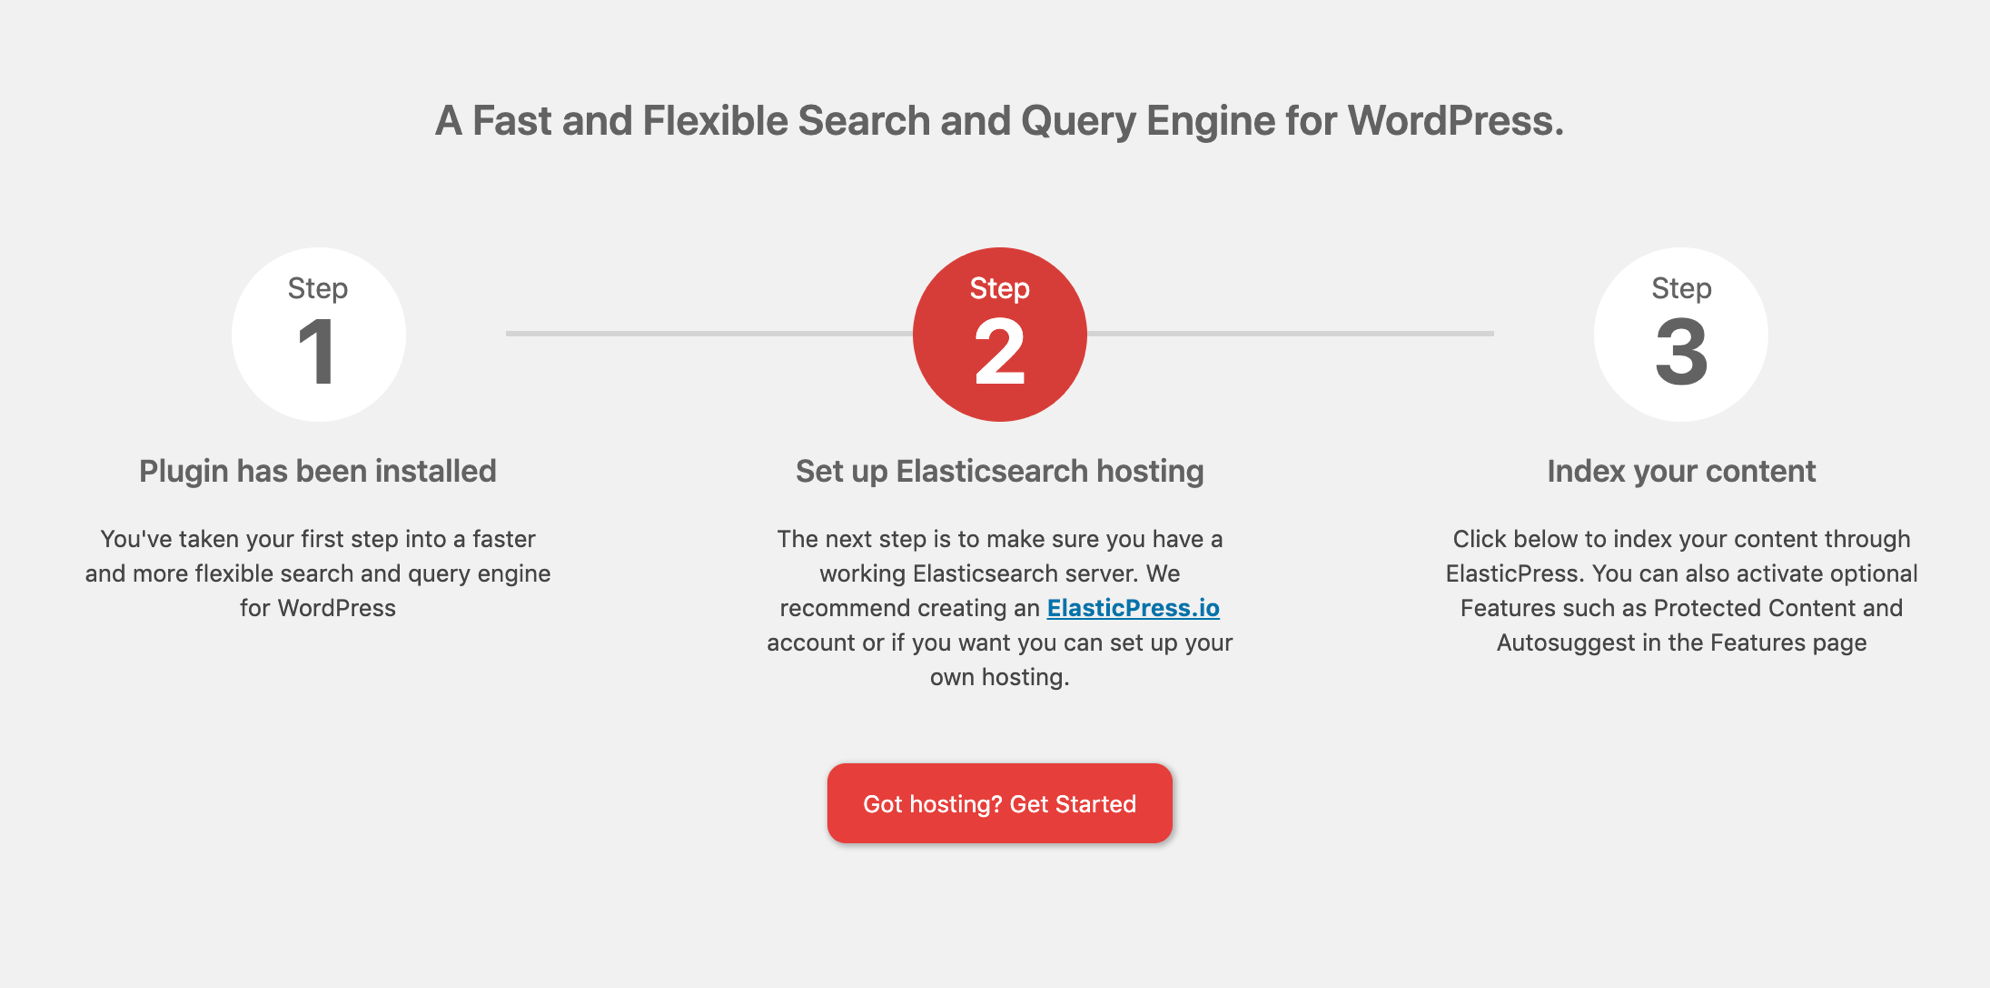 A Fast and Flexible Search and Query Engine for WordPress.
Step
1
Plugin has been installed
You've taken your first step into a faster
and more flexible search and query engine
for WordPress
Step
2
Set up Elasticsearch hosting
The next step is to make sure you have a
working Elasticsearch server. We
recommend creating an ElasticPress.io
account or if you want you can set up your
own hosting.
Got hosting? Get Started
Step
3
Index your content
Click below to index your content through
ElasticPress. You can also activate optional
Features such as Protected Content and
Autosuggest in the Features page